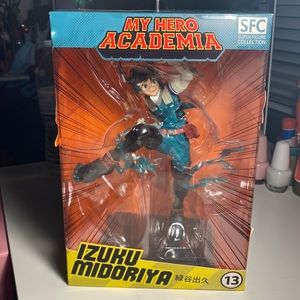 MY HERO
ACADEMIA
SFC
SUPER FIGURE
COLLECTION
IZUKU
MIDORIYA 緑谷出久
13